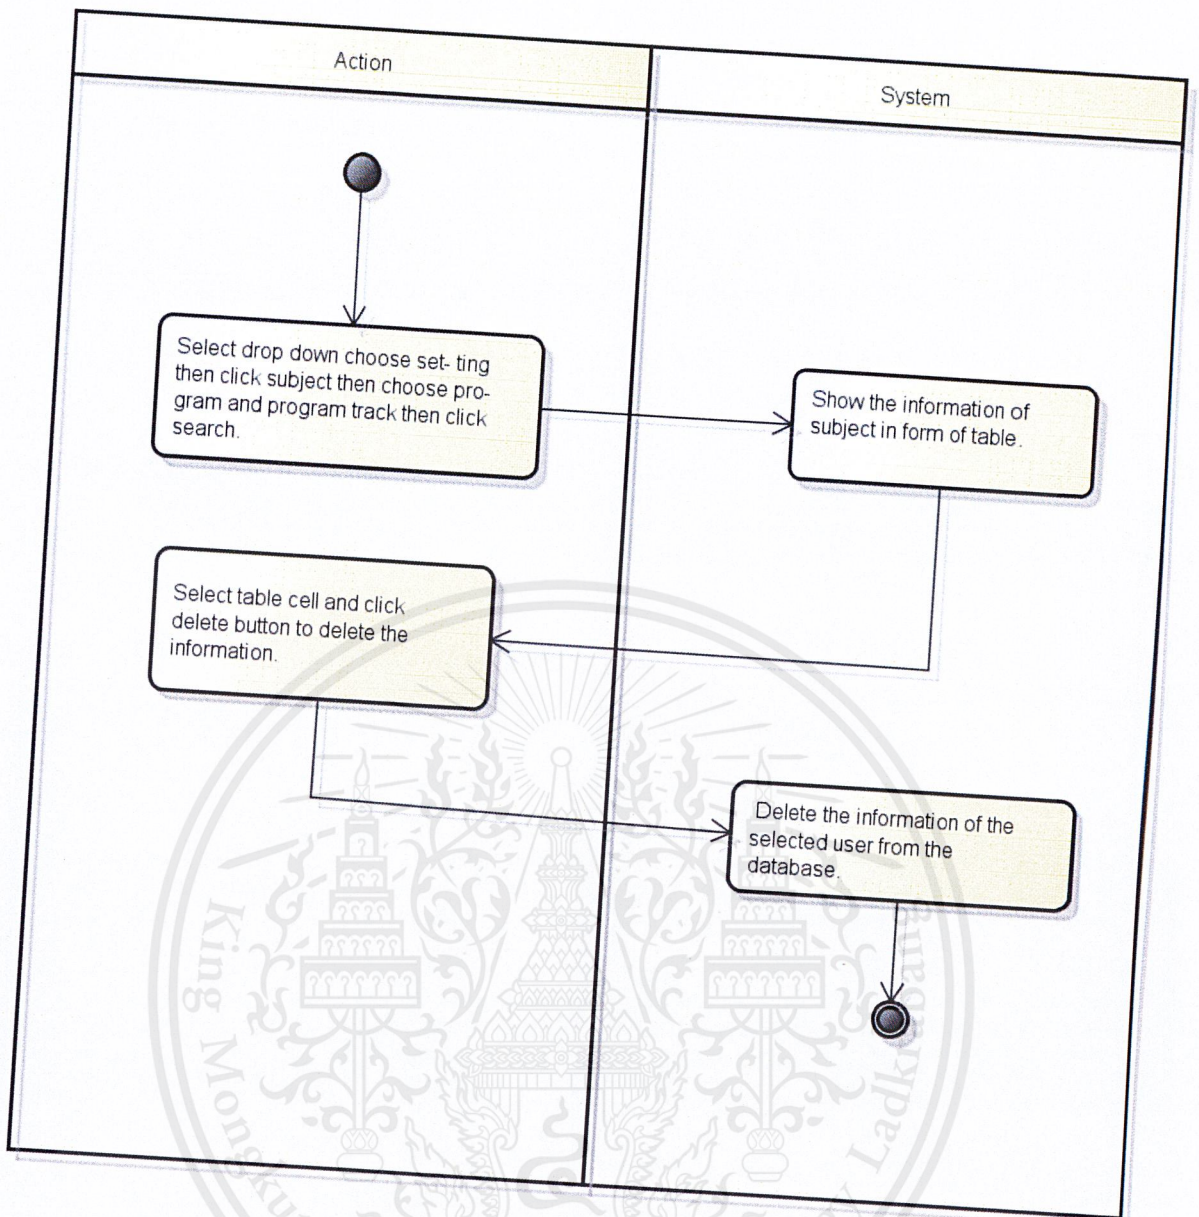 Action
System
Select drop down choose set- ting
then click subject then choose pro-
gram and program track then click
search.
Show the information of
subject in form of table.
Select table cell and click
delete button to delete the
information.
Delete the information of the
selected user from the
database.
King Mongku
Ladkrabang